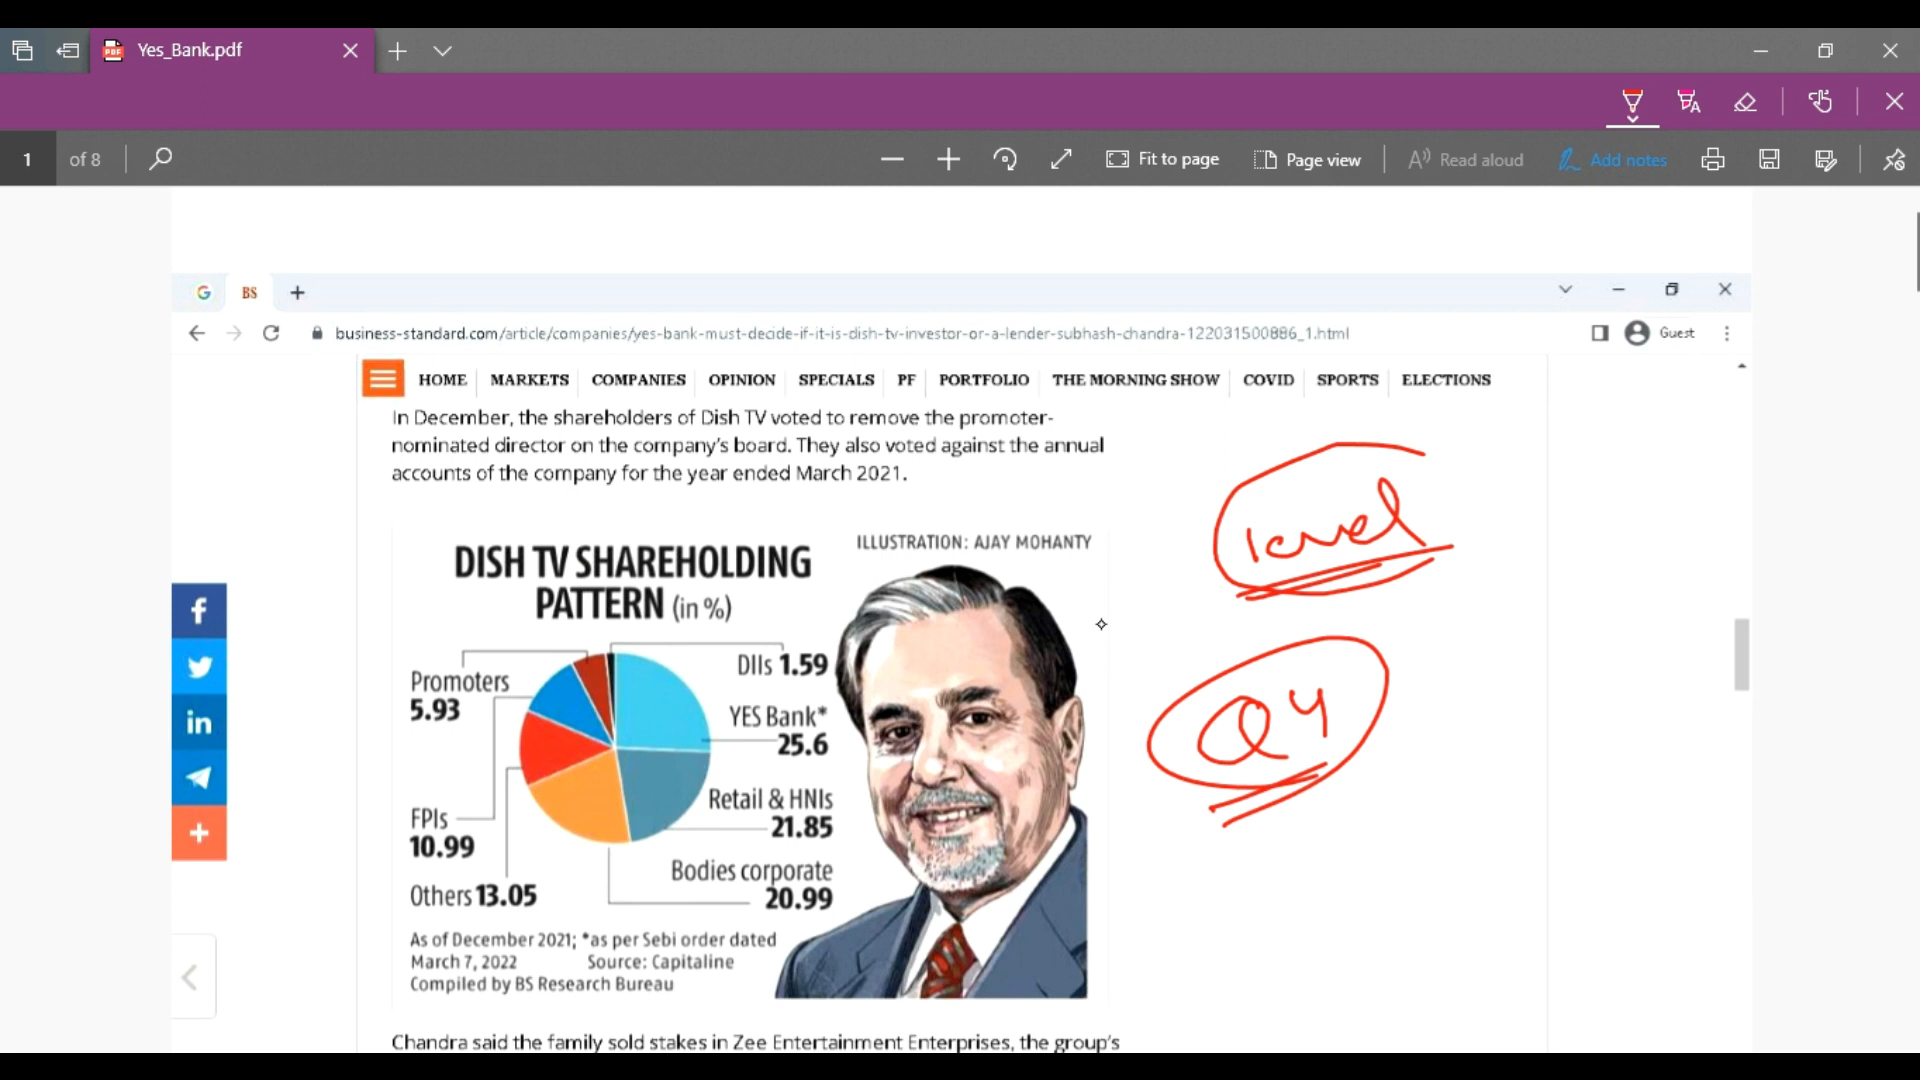 Yes_Bank.pdf
1 of 8
Fit to page
Page view
Read aloud
Add notes
BS
business-standard.com/article/companies/yes-bank-must-decide-if-it-is-dish-tv-investor-or-a-lender-subhash-chandra-122031500886_1.html
Guest
HOME MARKETS COMPANIES OPINION SPECIALS PF PORTFOLIO THE MORNING SHOW COVID SPORTS ELECTIONS
In December, the shareholders of Dish TV voted to remove the promoter-
nominated director on the company's board. They also voted against the annual
accounts of the company for the year ended March 2021.
level
Q4
ILLUSTRATION: AJAY MOHANTY
DISH TV SHAREHOLDING
PATTERN (in %)
DIIs 1.59
Promoters
5.93
YES Bank*
25.6
Retail & HNIs
21.85
FPIs
10.99
Bodies corporate
20.99
Others 13.05
As of December 2021; *as per Sebi order dated
March 7, 2022 Source: Capitaline
Compiled by BS Research Bureau
Chandra said the family sold stakes in Zee Entertainment Enterprises, the group's